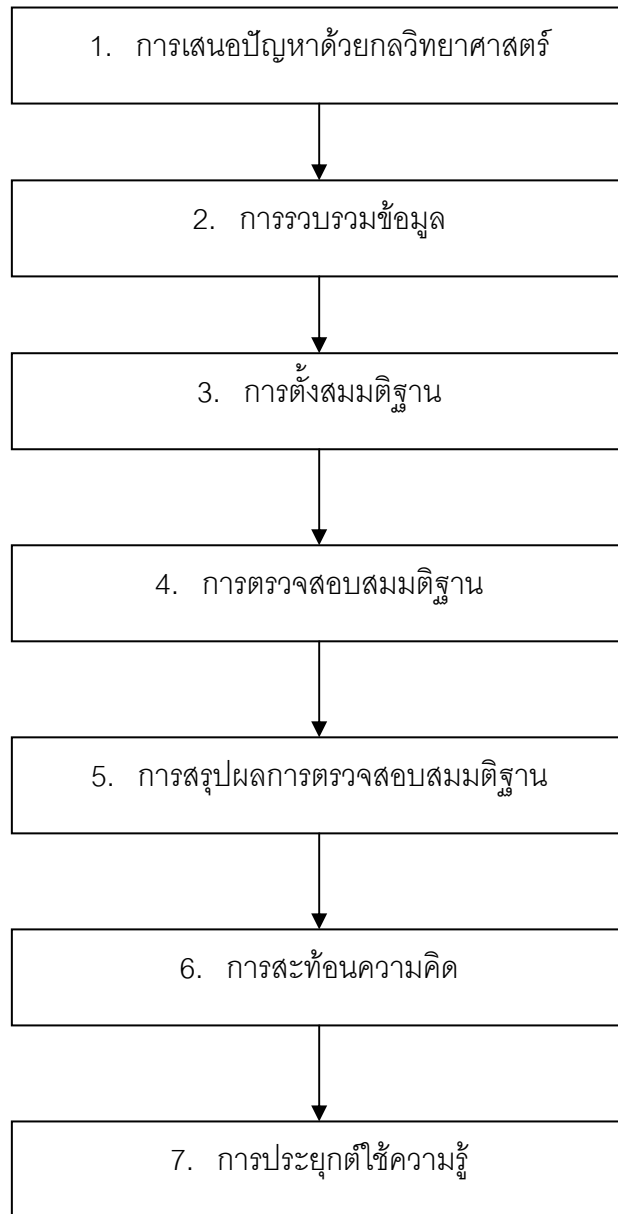 1. การเสนอปัญหาด้วยกลวิทยาศาสตร์
2. การรวบรวมข้อมูล
3. การตั้งสมมติฐาน
4. การตรวจสอบสมมติฐาน
5. การสรุปผลการตรวจสอบสมมติฐาน
6. การสะท้อนความคิด
7. การประยุกต์ใช้ความรู้